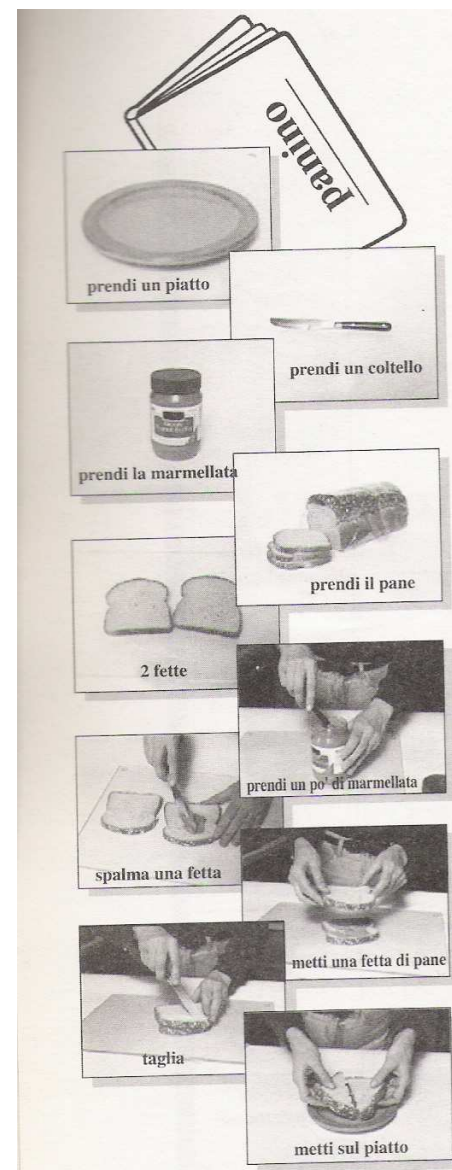 panino
prendi un piatto
prendi un coltello
prendi la marmellata
prendi il pane
2 fette
prendi un po' di marmellata
spalma una fetta
metti una fetta di pane
taglia
metti sul piatto